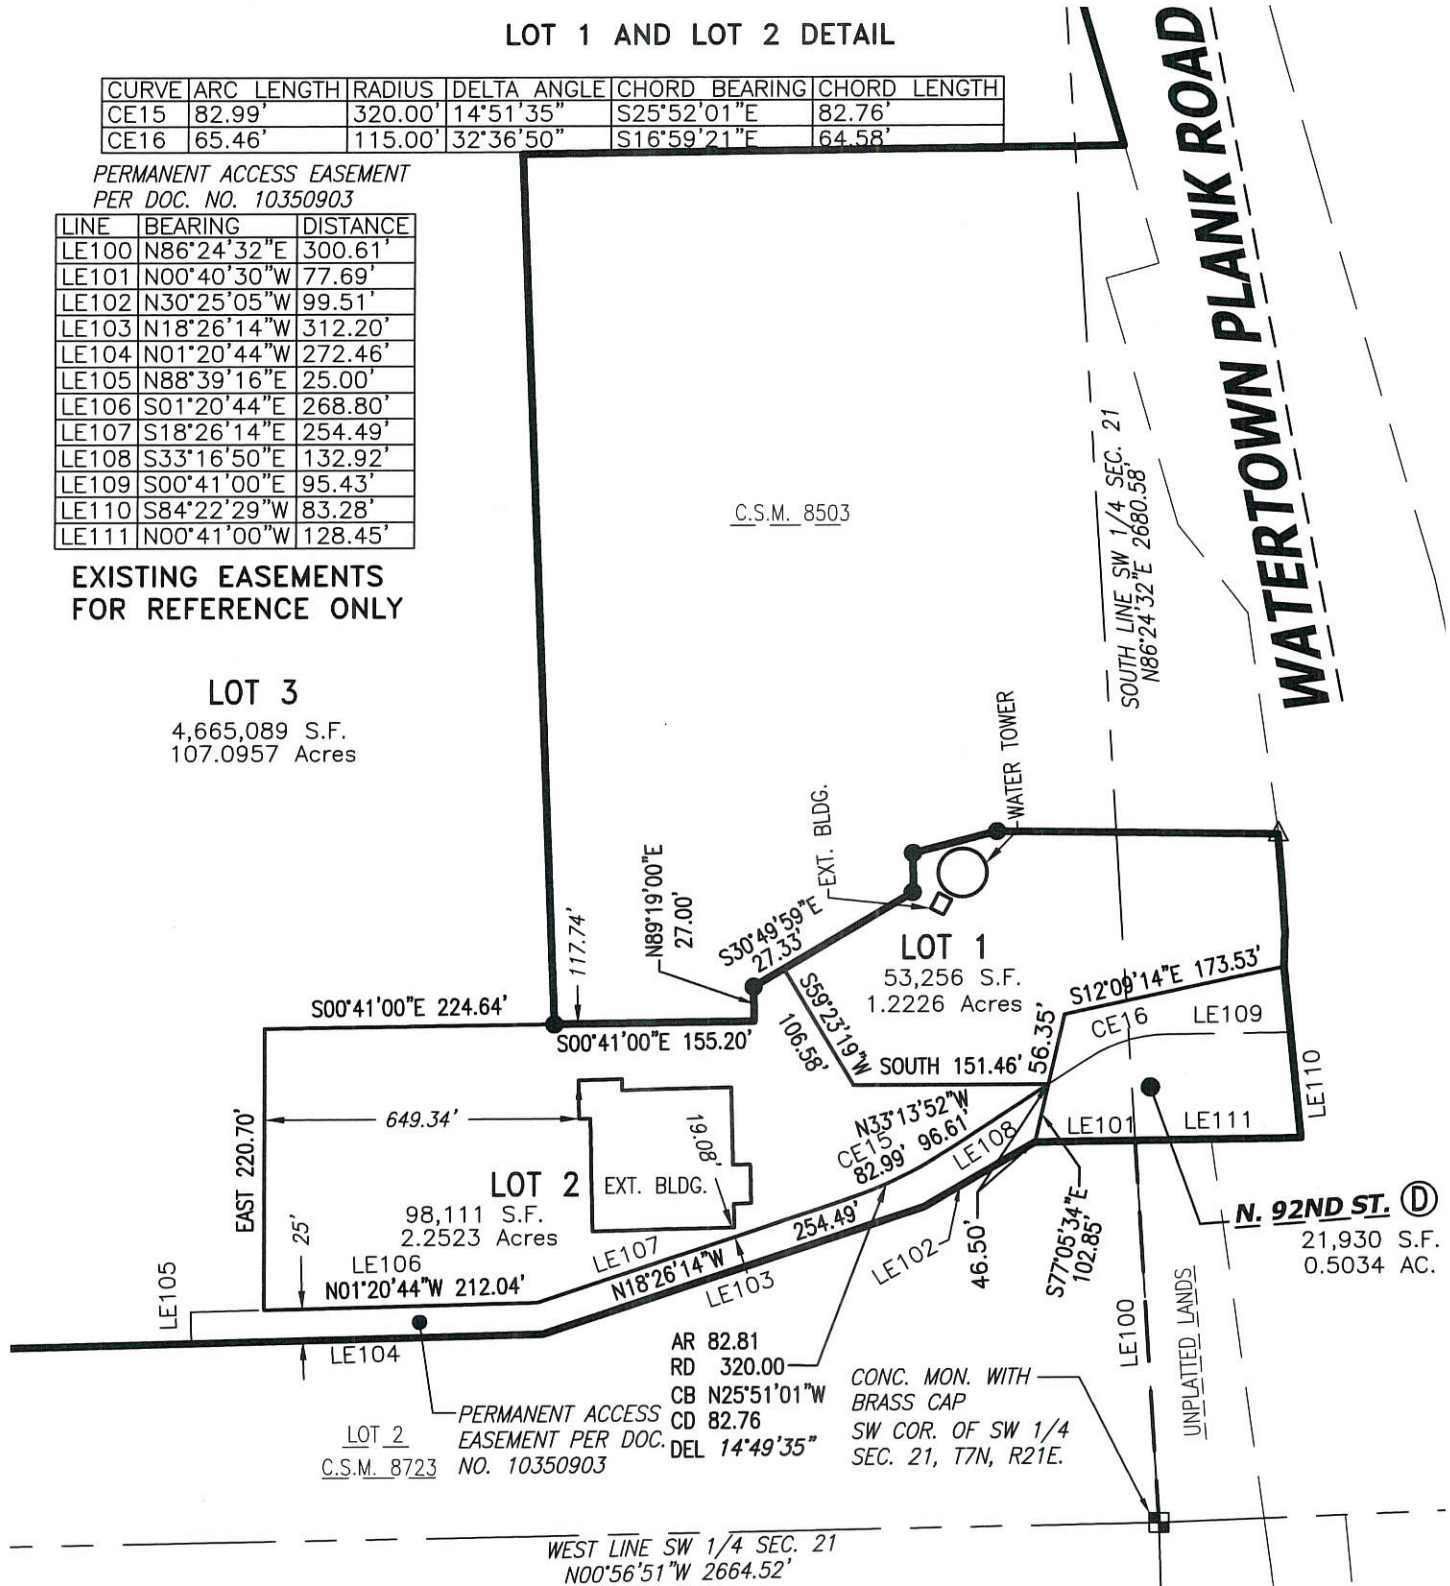 LOT 1 AND LOT 2 DETAIL
CURVE ARC LENGTH RADIUS DELTA ANGLE CHORD BEARING CHORD LENGTH
CE15 82.99' 320.00' 14°51'35" S25°52'01"E 82.76'
CE16 65.46' 115.00' 32°36'50" S16°59'21"E 64.58'
PERMANENT ACCESS EASEMENT
PER DOC. NO. 10350903
LINE BEARING DISTANCE
LE100 N86°24'32"E 300.61'
LE101 N00°40'30"W 77.69'
LE102 N30°25'05"W 99.51'
LE103 N18°26'14"W 312.20'
LE104 N01°20'44"W 272.46'
LE105 N88°39'16"E 25.00'
LE106 S01°20'44"E 268.80'
LE107 S18°26'14"E 254.49'
LE108 S33°16'50"E 132.92'
LE109 S00°41'00"E 95.43'
LE110 S84°22'29"W 83.28'
LE111 N00°41'00"W 128.45'
EXISTING EASEMENTS
FOR REFERENCE ONLY
WATERTOWN PLANK ROAD
C.S.M. 8503
SOUTH LINE SW 1/4 SEC. 21
N86°24'32"E 2680.58'
LOT 3
4,665,089 S.F.
107.0957 Acres
WATER TOWER
EXT. BLDG.
N89°19'00"E
27.00'
117.74'
S30°49'59"E
27.33'
LOT 1
53,256 S.F.
1.2226 Acres
S12°09'14"E 173.53'
CE16
LE109
56.35'
S00°41'00"E 224.64'
S00°41'00"E 155.20'
S59°23'19"W
106.58'
SOUTH 151.46'
649.34'
EAST 220.70'
19.08'
N33°13'52"W
96.61'
CE15
82.99'
LE108
LE101
LE111
LE110
LOT 2
98,111 S.F.
2.2523 Acres
EXT. BLDG.
25'
LE105
LE106
N01°20'44"W 212.04'
LE107
254.49'
N18°26'14"W
LE103
LE102
46.50'
S77°05'34"E
102.85'
N. 92ND ST. D
21,930 S.F.
0.5034 AC.
LE104
LE100
UNPLATTED LANDS
AR 82.81
RD 320.00
CB N25°51'01"W
CD 82.76
DEL 14°49'35"
CONC. MON. WITH
BRASS CAP
SW COR. OF SW 1/4
SEC. 21, T7N, R21E.
PERMANENT ACCESS
EASEMENT PER DOC.
NO. 10350903
LOT 2
C.S.M. 8723
WEST LINE SW 1/4 SEC. 21
N00°56'51"W 2664.52'